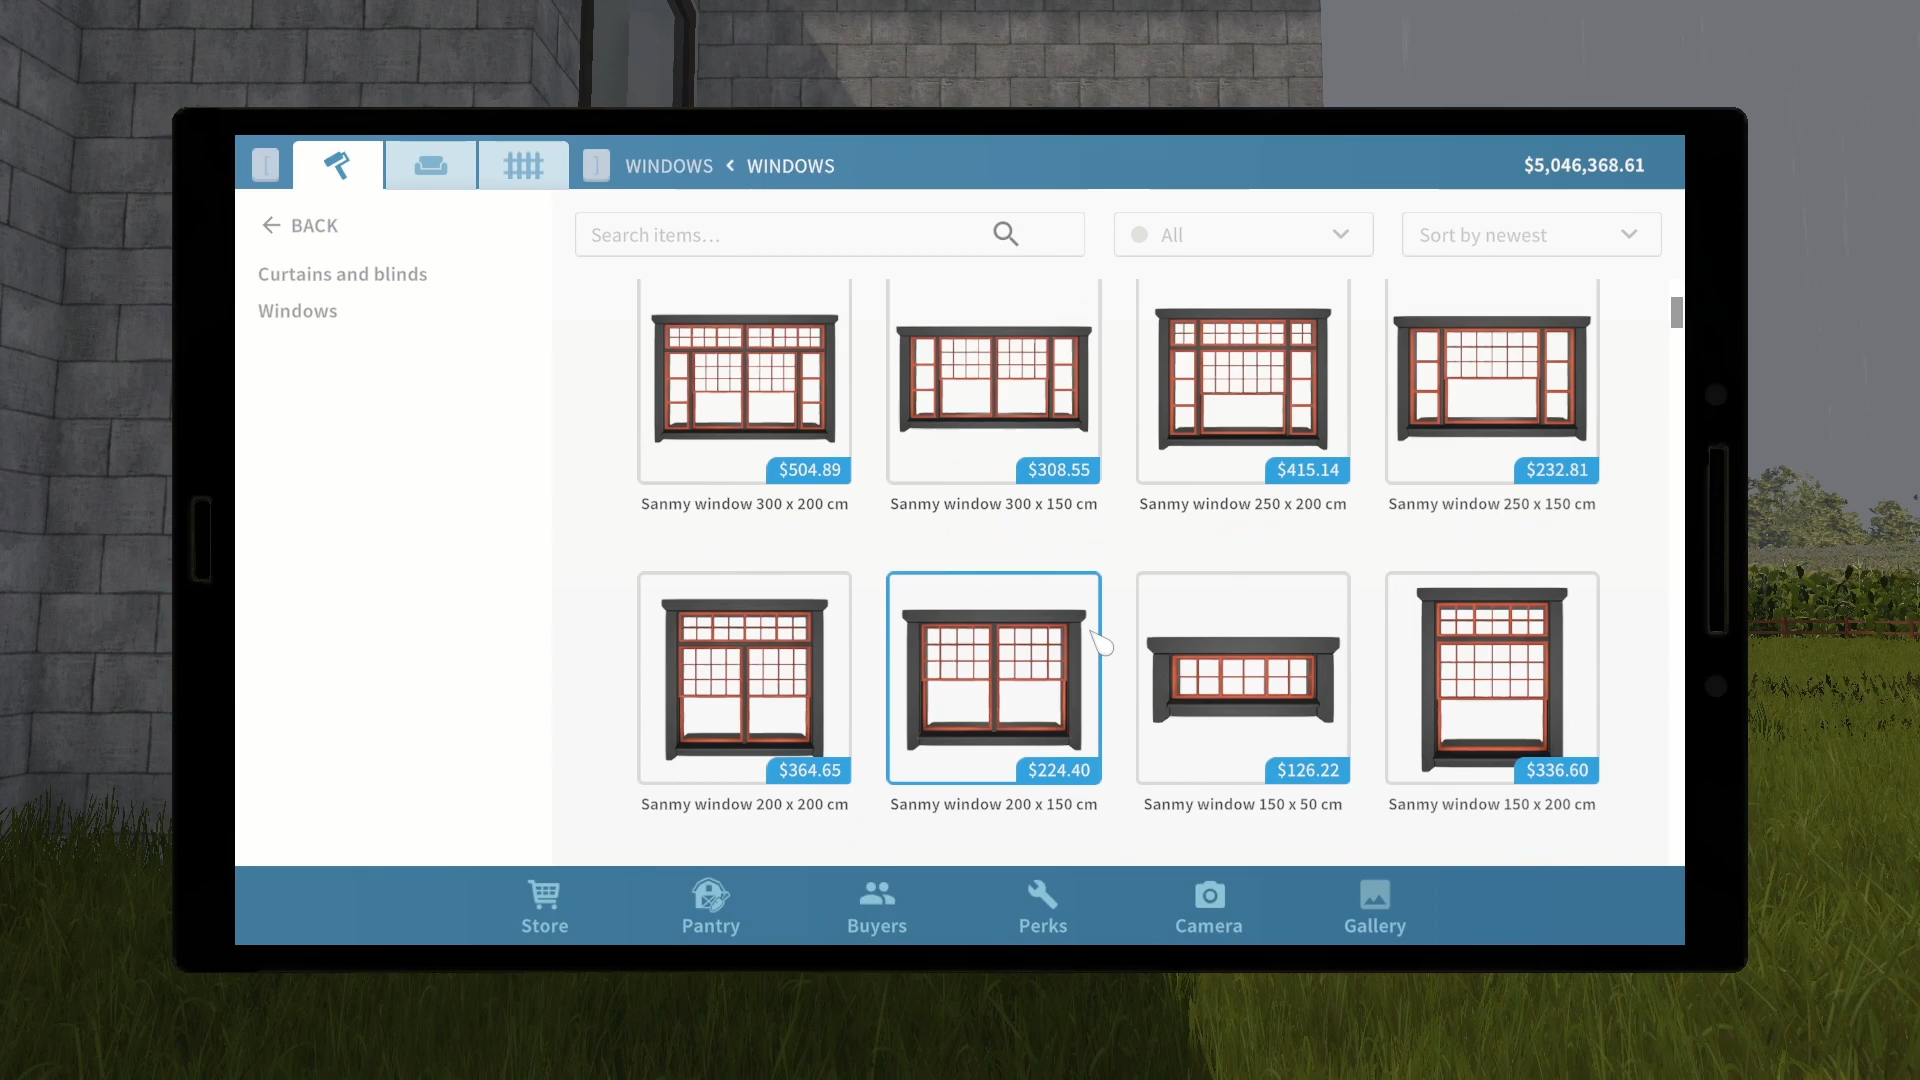 [
]
WINDOWS < WINDOWS
$5,046,368.61
BACK
Curtains and blinds
Windows
Search items...
All
Sort by newest
$504.89
$308.55
$415.14
$232.81
Sanmy window 300 x 200 cm
Sanmy window 300 x 150 cm
Sanmy window 250 x 200 cm
Sanmy window 250 x 150 cm
$364.65
$224.40
$126.22
$336.60
Sanmy window 200 x 200 cm
Sanmy window 200 x 150 cm
Sanmy window 150 x 50 cm
Sanmy window 150 x 200 cm
Store
Pantry
Buyers
Perks
Camera
Gallery